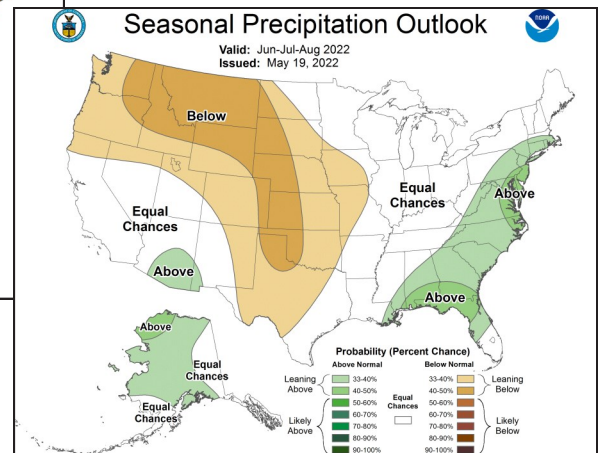 Seasonal Precipitation Outlook
NOAA
Valid: Jun-Jul-Aug 2022
Issued: May 19, 2022
Below
Equal
Chances
Above
Equal
Chances
Above
Above
Above
Equal
Chances
Equal
Chances
Probability (Percent Chance)
Above Normal
Below Normal
Leaning
Above
33-40%
40-50%
50-60%
60-70%
70-80%
80-90%
90-100%
Likely
Above
Equal
Chances
33-40%
40-50%
50-60%
60-70%
70-80%
80-90%
90-100%
Leaning
Below
Likely
Below